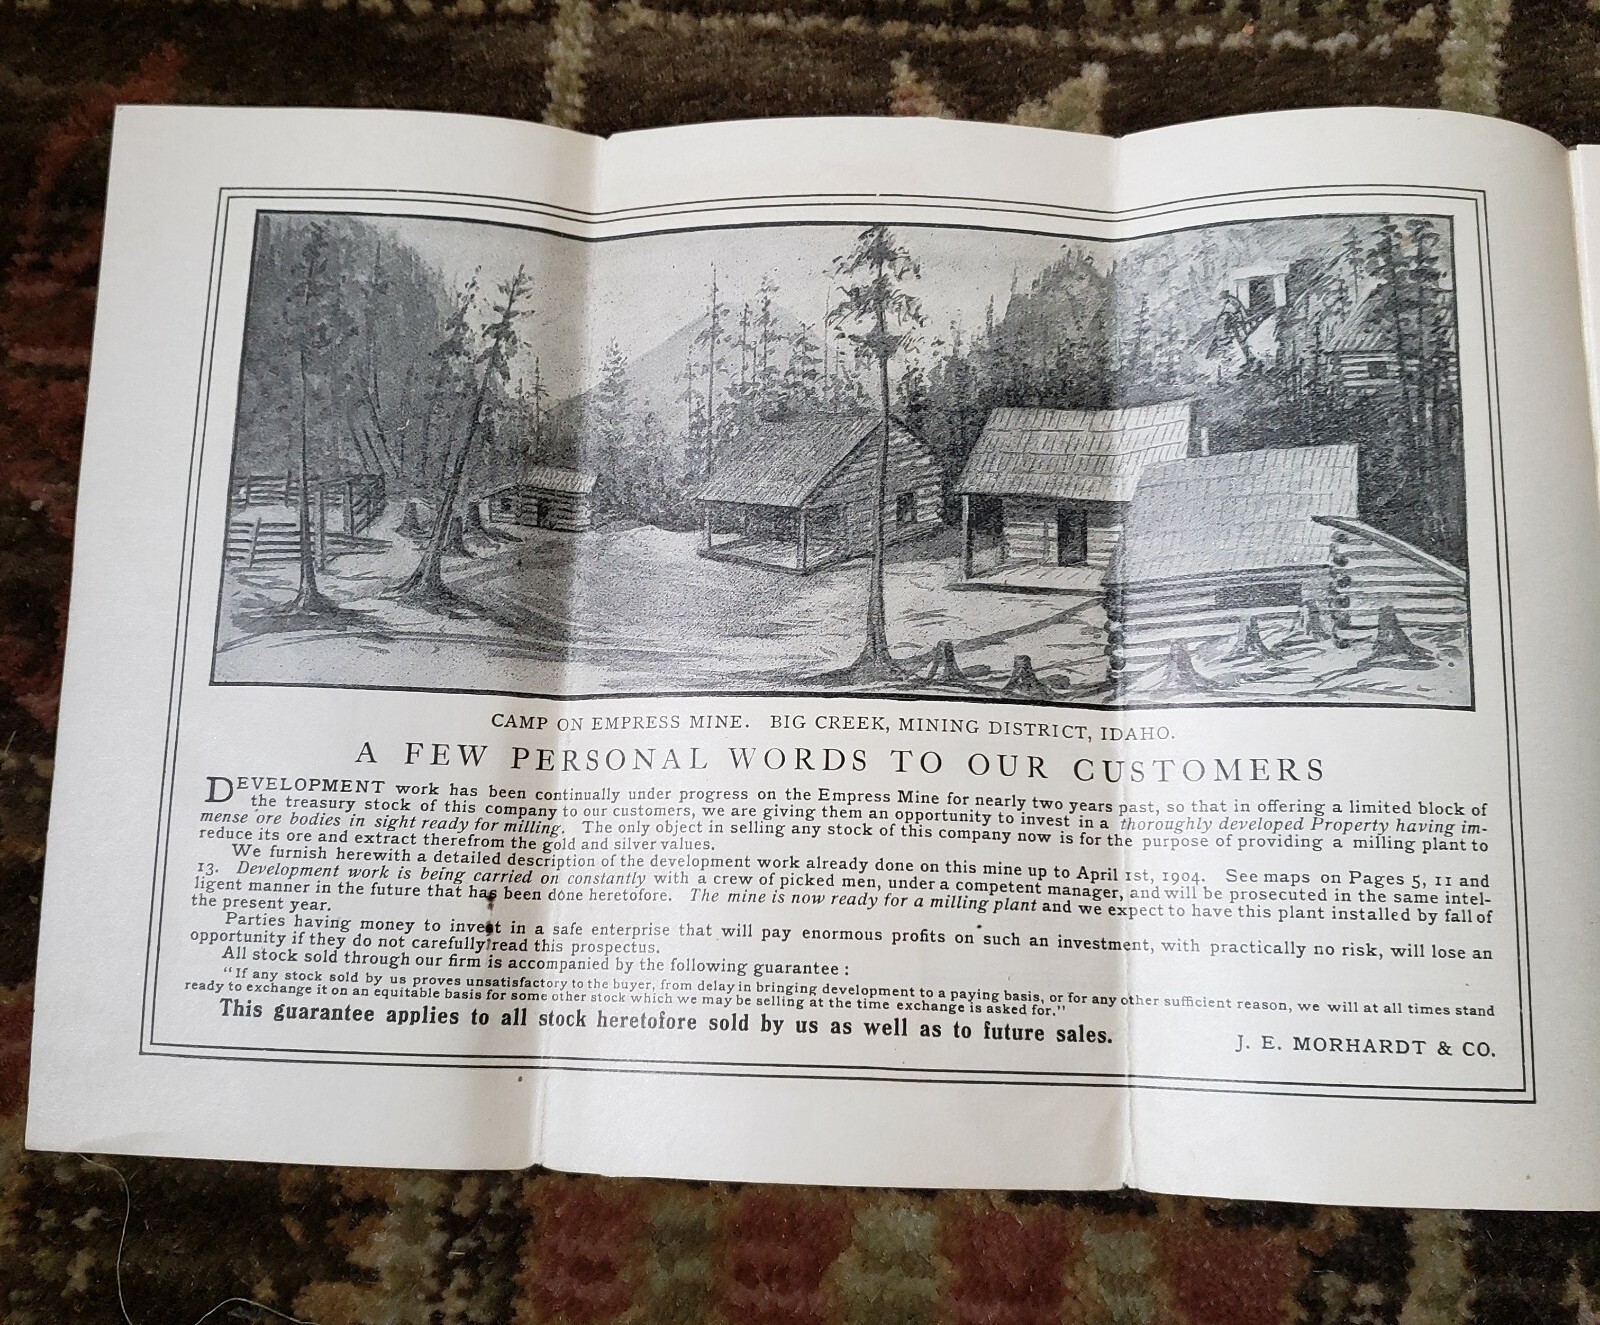 CAMP ON EMPRESS MINE. BIG CREEK, MINING DISTRICT, IDAHO.
A FEW PERSONAL WORDS TO OUR CUSTOMERS
DEVELOPMENT work has been continually under progress on the Empress Mine for nearly two years past, so that in offering a limited block of
the treasury stock of this company to our customers, we are giving them an opportunity to invest in a thoroughly developed Property having im-
mense ore bodies in sight ready for milling. The only object in selling any stock of this company now is for the purpose of providing a milling plant to
reduce its ore and extract therefrom the gold and silver values.
We furnish herewith a detailed description of the development work already done on this mine up to April 1st, 1904. See maps on Pages 5, 11 and
13. Development work is being carried on constantly with a crew of picked men, under a competent manager, and will be prosecuted in the same intel-
ligent manner in the future that has been done heretofore. The mine is now ready for a milling plant and we expect to have this plant installed by fall of
the present year.
Parties having money to invest in a safe enterprise that will pay enormous profits on such an investment, with practically no risk, will lose an
opportunity if they do not carefully read this prospectus.
All stock sold through our firm is accompanied by the following guarantee :
"If any stock sold by us proves unsatisfactory to the buyer, from delay in bringing development to a paying basis, or for any other sufficient reason, we will at all times stand
ready to exchange it on an equitable basis for some other stock which we may be selling at the time exchange is asked for."
This guarantee applies to all stock heretofore sold by us as well as to future sales.
J. E. MORHARDT & CO.